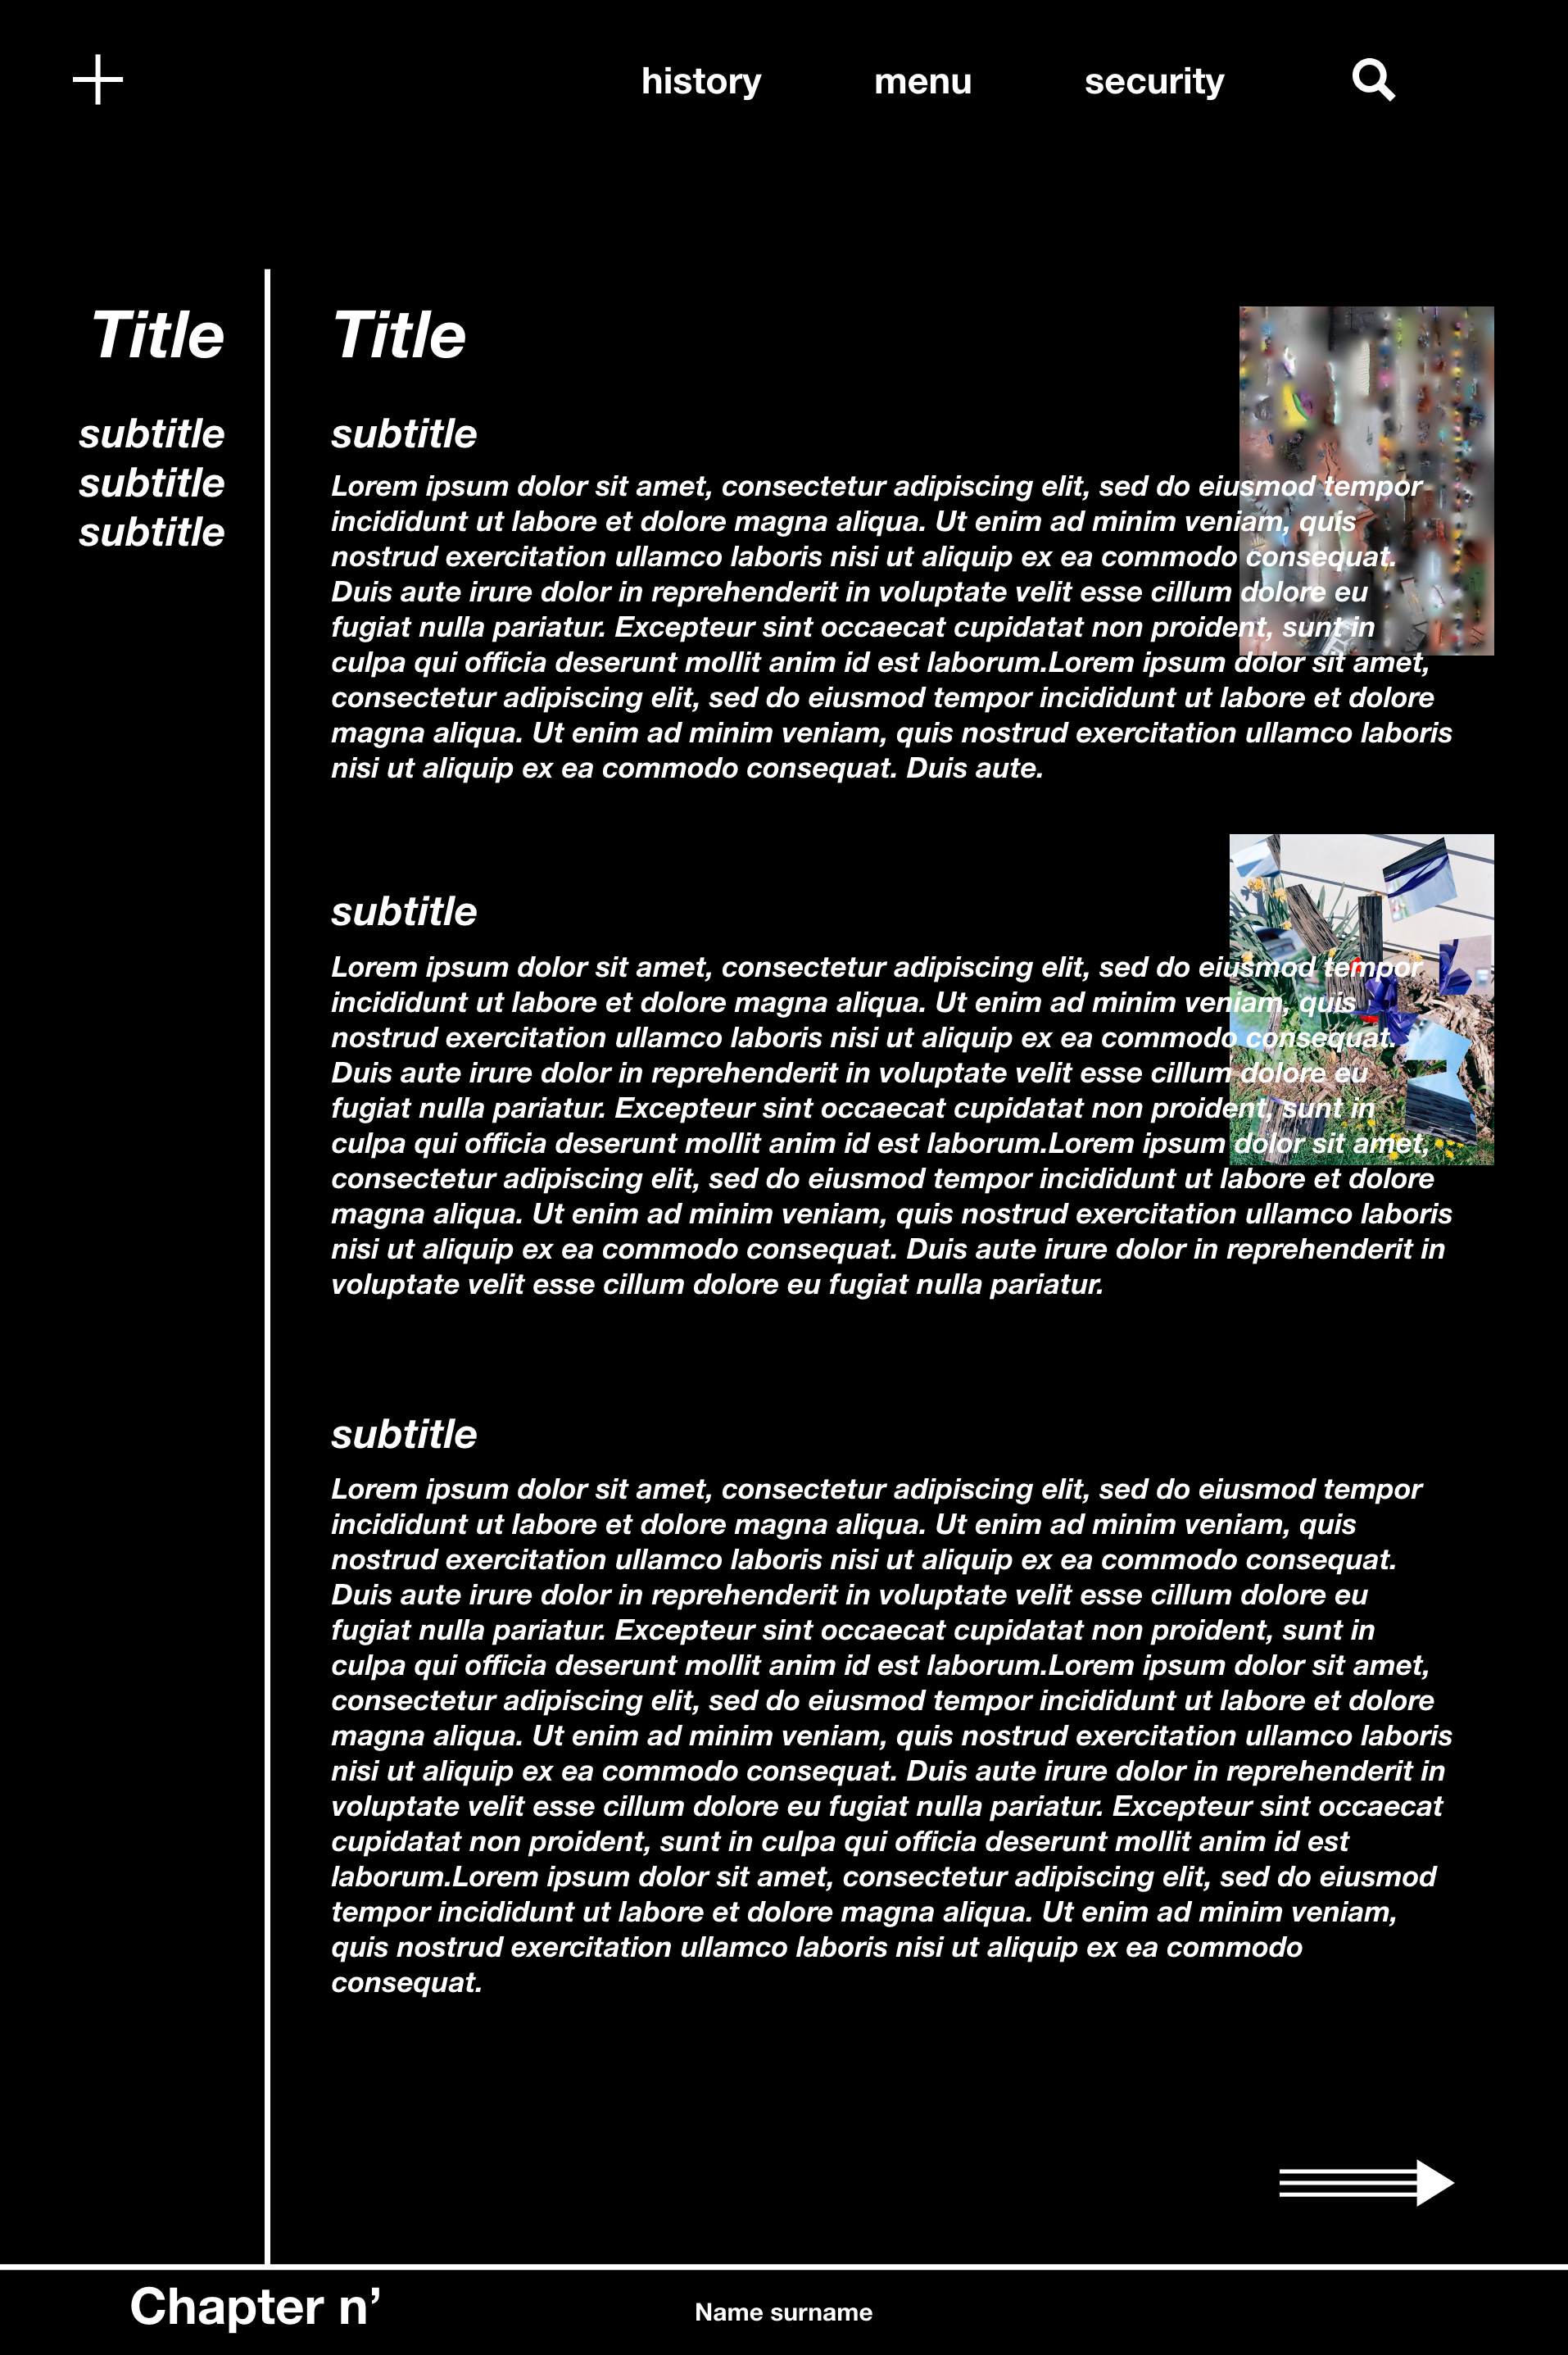 history menu security
Title
subtitle
subtitle
subtitle
Title
subtitle
Lorem ipsum dolor sit amet, consectetur adipiscing elit, sed do eiusmod tempor
incididunt ut labore et dolore magna aliqua. Ut enim ad minim veniam, quis
nostrud exercitation ullamco laboris nisi ut aliquip ex ea commodo consequat.
Duis aute irure dolor in reprehenderit in voluptate velit esse cillum dolore eu
fugiat nulla pariatur. Excepteur sint occaecat cupidatat non proident, sunt in
culpa qui officia deserunt mollit anim id est laborum.Lorem ipsum dolor sit amet,
consectetur adipiscing elit, sed do eiusmod tempor incididunt ut labore et dolore
magna aliqua. Ut enim ad minim veniam, quis nostrud exercitation ullamco laboris
nisi ut aliquip ex ea commodo consequat. Duis aute.
subtitle
Lorem ipsum dolor sit amet, consectetur adipiscing elit, sed do eiusmod tempor
incididunt ut labore et dolore magna aliqua. Ut enim ad minim veniam, quis
nostrud exercitation ullamco laboris nisi ut aliquip ex ea commodo consequat.
Duis aute irure dolor in reprehenderit in voluptate velit esse cillum dolore eu
fugiat nulla pariatur. Excepteur sint occaecat cupidatat non proident, sunt in
culpa qui officia deserunt mollit anim id est laborum.Lorem ipsum dolor sit amet,
consectetur adipiscing elit, sed do eiusmod tempor incididunt ut labore et dolore
magna aliqua. Ut enim ad minim veniam, quis nostrud exercitation ullamco laboris
nisi ut aliquip ex ea commodo consequat. Duis aute irure dolor in reprehenderit in
voluptate velit esse cillum dolore eu fugiat nulla pariatur.
subtitle
Lorem ipsum dolor sit amet, consectetur adipiscing elit, sed do eiusmod tempor
incididunt ut labore et dolore magna aliqua. Ut enim ad minim veniam, quis
nostrud exercitation ullamco laboris nisi ut aliquip ex ea commodo consequat.
Duis aute irure dolor in reprehenderit in voluptate velit esse cillum dolore eu
fugiat nulla pariatur. Excepteur sint occaecat cupidatat non proident, sunt in
culpa qui officia deserunt mollit anim id est laborum.Lorem ipsum dolor sit amet,
consectetur adipiscing elit, sed do eiusmod tempor incididunt ut labore et dolore
magna aliqua. Ut enim ad minim veniam, quis nostrud exercitation ullamco laboris
nisi ut aliquip ex ea commodo consequat. Duis aute irure dolor in reprehenderit in
voluptate velit esse cillum dolore eu fugiat nulla pariatur. Excepteur sint occaecat
cupidatat non proident, sunt in culpa qui officia deserunt mollit anim id est
laborum.Lorem ipsum dolor sit amet, consectetur adipiscing elit, sed do eiusmod
tempor incididunt ut labore et dolore magna aliqua. Ut enim ad minim veniam,
quis nostrud exercitation ullamco laboris nisi ut aliquip ex ea commodo
consequat.
Chapter n’
Name surname